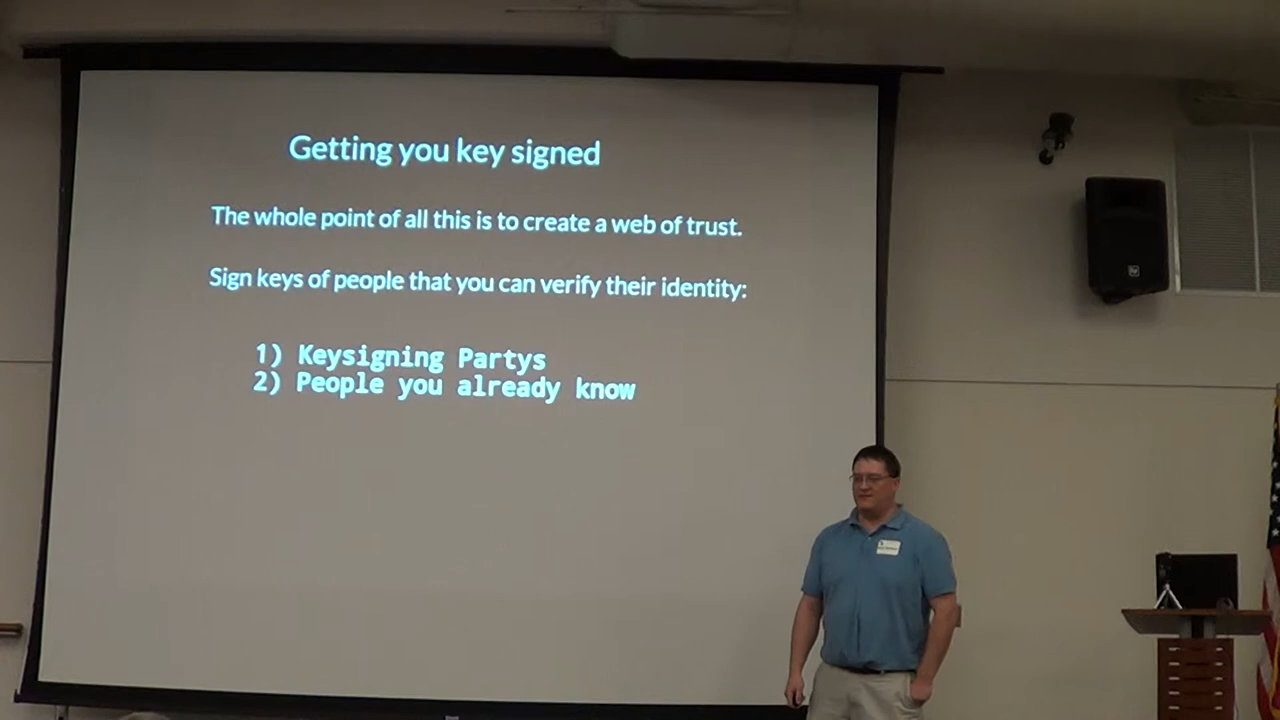 Getting you key signed
The whole point of all this is to create a web of trust.
Sign keys of people that you can verify their identity:
1) Keysigning Partys
2) People you already know